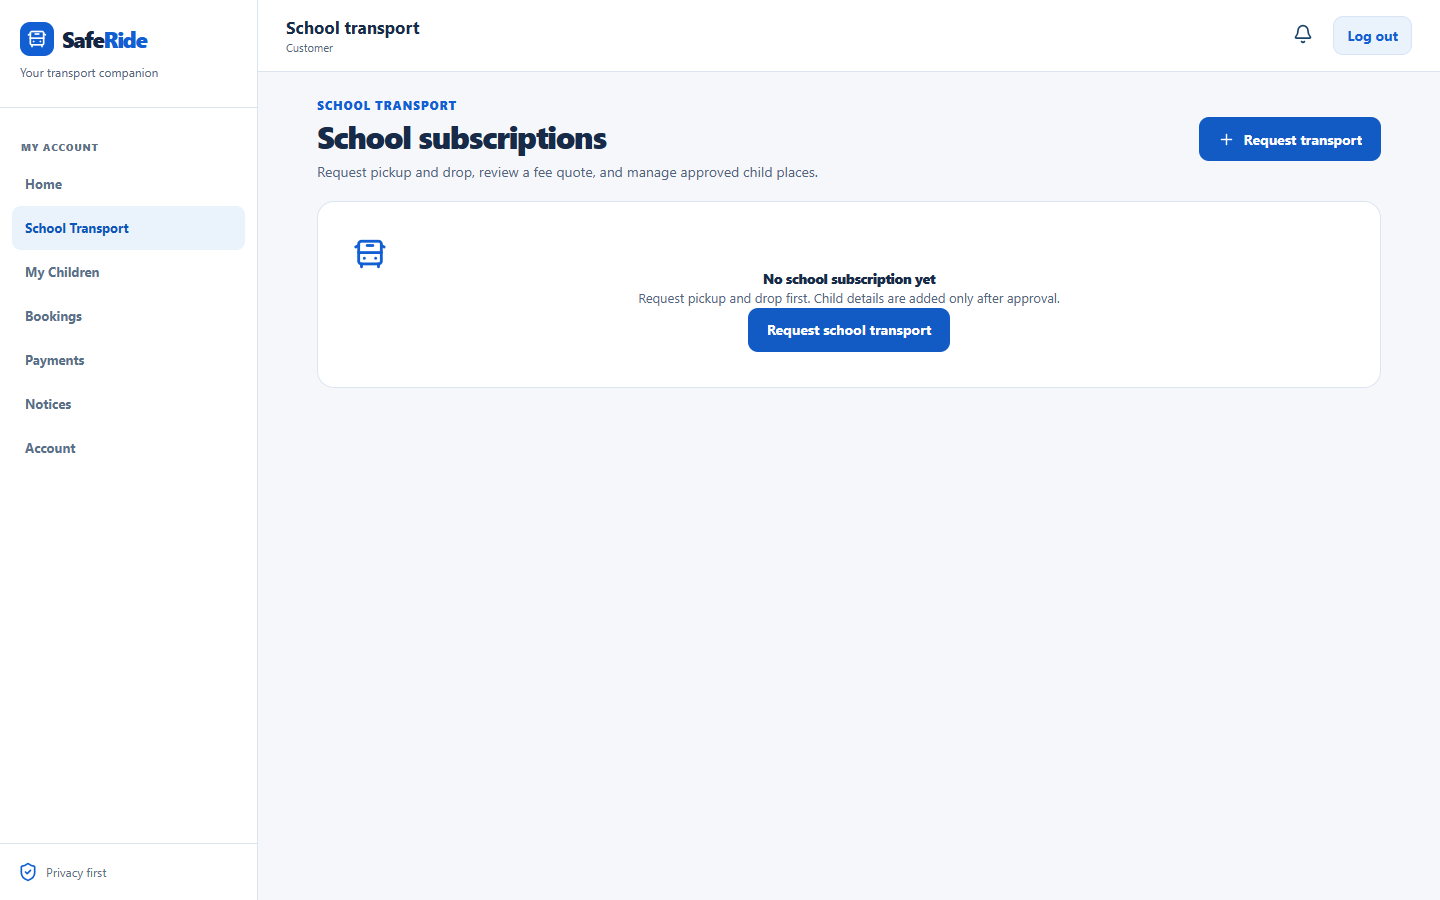 SafeRide
Your transport companion
MY ACCOUNT
Home
School Transport
My Children
Bookings
Payments
Notices
Account
Privacy first
School transport
Customer
Log out
SCHOOL TRANSPORT
School subscriptions
Request pickup and drop, review a fee quote, and manage approved child places.
+ Request transport
No school subscription yet
Request pickup and drop first. Child details are added only after approval.
Request school transport